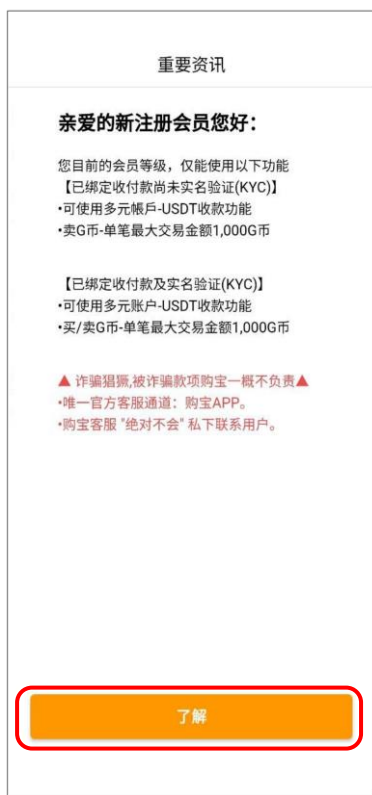 重要资讯
亲爱的新注册会员您好：
您目前的会员等级，仅能使用以下功能
【已绑定收付款尚未实名验证(KYC)】
•可使用多元帳戶-USDT收款功能
•卖G币-单笔最大交易金额1,000G币
【已绑定收付款及实名验证(KYC)】
•可使用多元账户-USDT收款功能
•买/卖G币-单笔最大交易金额1,000G币
▲ 诈骗猖獗,被诈骗款项购宝一概不负责▲
•唯一官方客服通道：购宝APP。
•购宝客服 "绝对不会" 私下联系用户。
了解